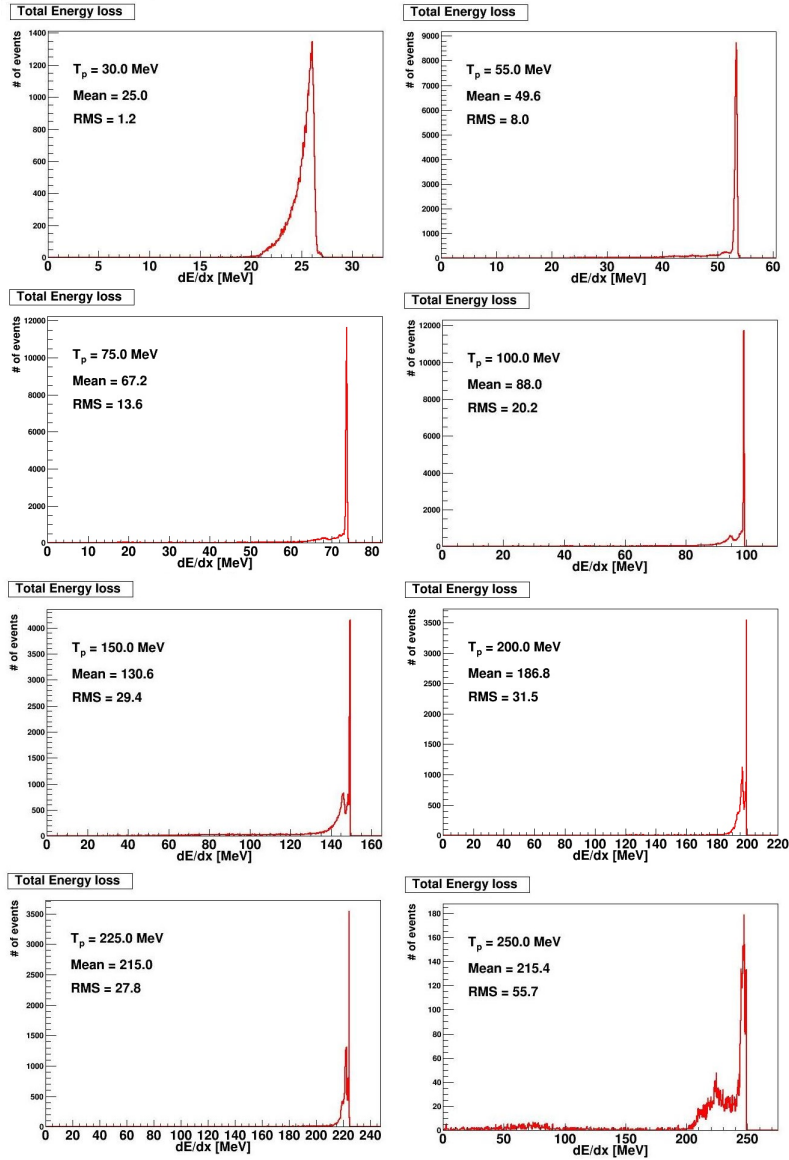 Total Energy loss
# of events
1400
1200
1000
800
600
400
200
0
Tp = 30.0 MeV
Mean = 25.0
RMS = 1.2
0 5 10 15 20 25 30
dE/dx [MeV]
Total Energy loss
# of events
9000
8000
7000
6000
5000
4000
3000
2000
1000
0
Tp = 55.0 MeV
Mean = 49.6
RMS = 8.0
0 10 20 30 40 50 60
dE/dx [MeV]
Total Energy loss
# of events
12000
10000
8000
6000
4000
2000
0
Tp = 75.0 MeV
Mean = 67.2
RMS = 13.6
0 10 20 30 40 50 60 70 80
dE/dx [MeV]
Total Energy loss
# of events
12000
10000
8000
6000
4000
2000
0
Tp = 100.0 MeV
Mean = 88.0
RMS = 20.2
0 20 40 60 80 100
dE/dx [MeV]
Total Energy loss
# of events
4000
3500
3000
2500
2000
1500
1000
500
0
Tp = 150.0 MeV
Mean = 130.6
RMS = 29.4
0 20 40 60 80 100 120 140 160
dE/dx [MeV]
Total Energy loss
# of events
3500
3000
2500
2000
1500
1000
500
0
Tp = 200.0 MeV
Mean = 186.8
RMS = 31.5
0 20 40 60 80 100 120 140 160 180 200 220
dE/dx [MeV]
Total Energy loss
# of events
3500
3000
2500
2000
1500
1000
500
0
Tp = 225.0 MeV
Mean = 215.0
RMS = 27.8
0 20 40 60 80 100 120 140 160 180 200 220 240
dE/dx [MeV]
Total Energy loss
# of events
180
160
140
120
100
80
60
40
20
0
Tp = 250.0 MeV
Mean = 215.4
RMS = 55.7
0 50 100 150 200 250
dE/dx [MeV]